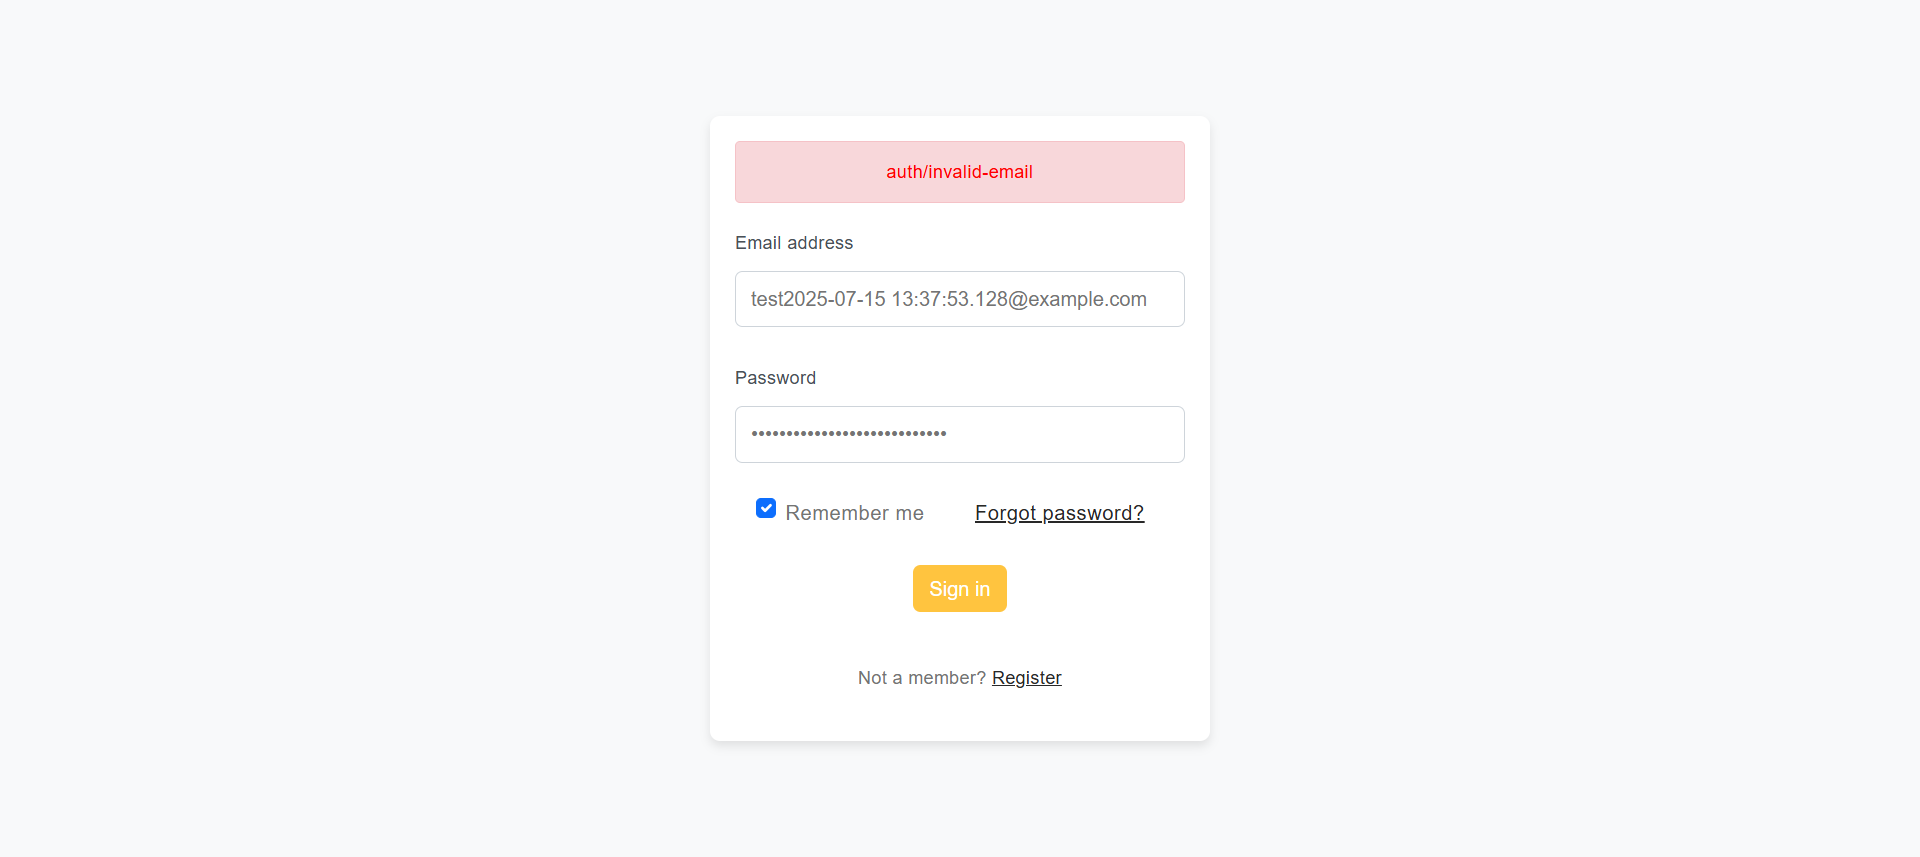 auth/invalid-email
Email address
test2025-07-15 13:37:53.128@example.com
Password
••••••••••••••••••••••••••••
Remember me Forgot password?
Sign in
Not a member? Register